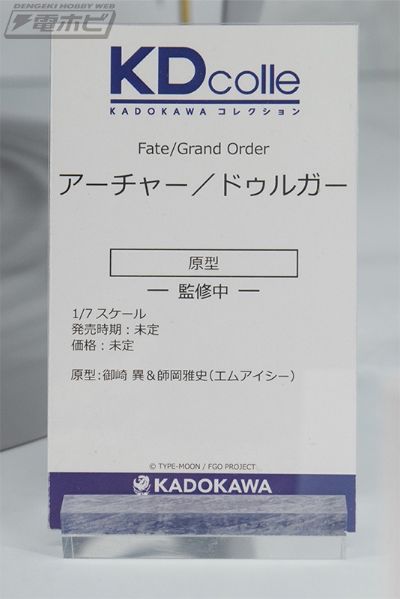 DENGEKI HOBBY WEB
電ホビ
KDcolle
KADOKAWA コレクション
Fate/Grand Order
アーチャー／ドゥルガー
原型
― 監修中 ―
1/7 スケール
発売時期：未定
価格：未定
原型：御崎 異＆師岡雅史（エムアイシー）
© TYPE-MOON / FGO PROJECT
KADOKAWA